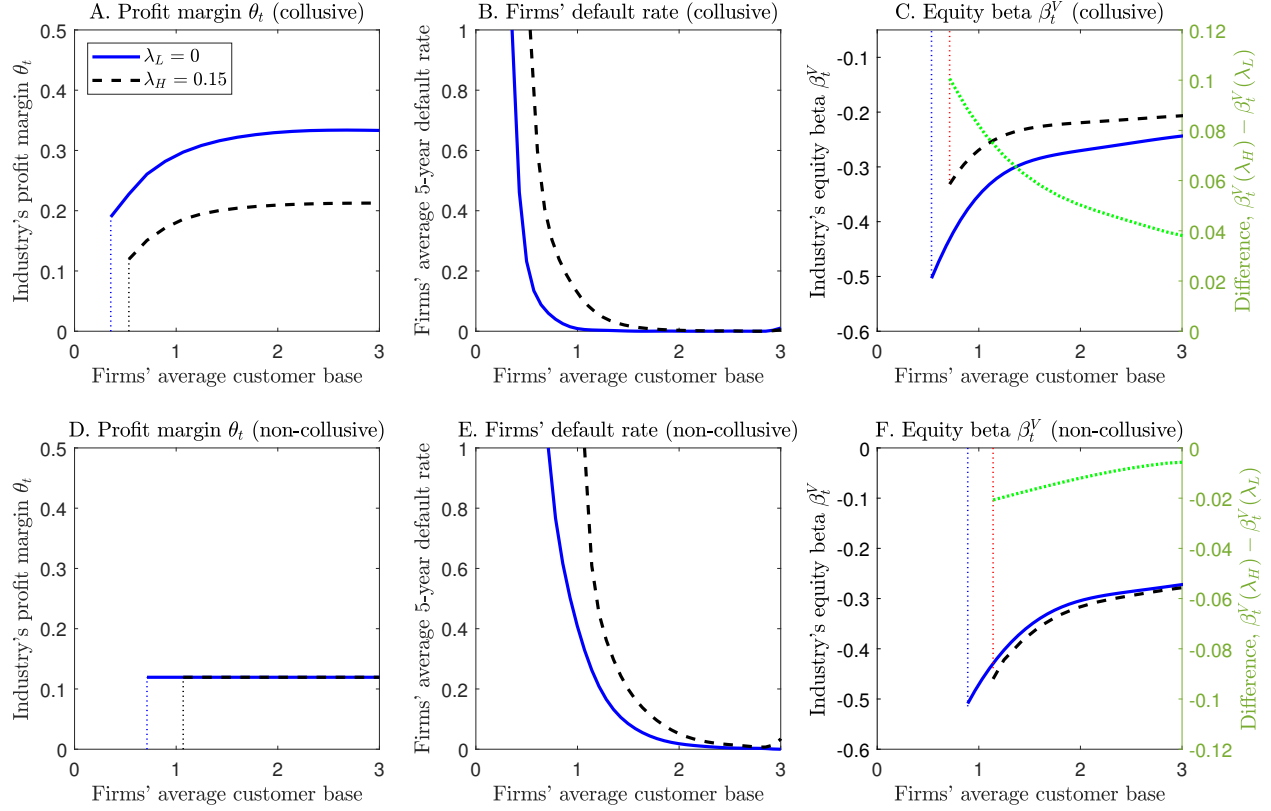 A. Profit margin θ_t (collusive)
Industry's profit margin θ_t
0.5
0.4
0.3
0.2
0.1
0
λ_L = 0
λ_H = 0.15
0 1 2 3
Firms' average customer base
B. Firms' default rate (collusive)
Firms' average 5-year default rate
1
0.8
0.6
0.4
0.2
0
0 1 2 3
Firms' average customer base
C. Equity beta β_t^V (collusive)
Industry's equity beta β_t^V
-0.1
-0.2
-0.3
-0.4
-0.5
-0.6
0 1 2 3
Firms' average customer base
0.12
0.1
0.08
0.06
0.04
0.02
0
Difference, β_t^V(λ_H) − β_t^V(λ_L)
D. Profit margin θ_t (non-collusive)
Industry's profit margin θ_t
0.5
0.4
0.3
0.2
0.1
0
0 1 2 3
Firms' average customer base
E. Firms' default rate (non-collusive)
Firms' average 5-year default rate
1
0.8
0.6
0.4
0.2
0
0 1 2 3
Firms' average customer base
F. Equity beta β_t^V (non-collusive)
Industry's equity beta β_t^V
0
-0.1
-0.2
-0.3
-0.4
-0.5
-0.6
0 1 2 3
Firms' average customer base
0
-0.02
-0.04
-0.06
-0.08
-0.1
-0.12
Difference, β_t^V(λ_H) − β_t^V(λ_L)